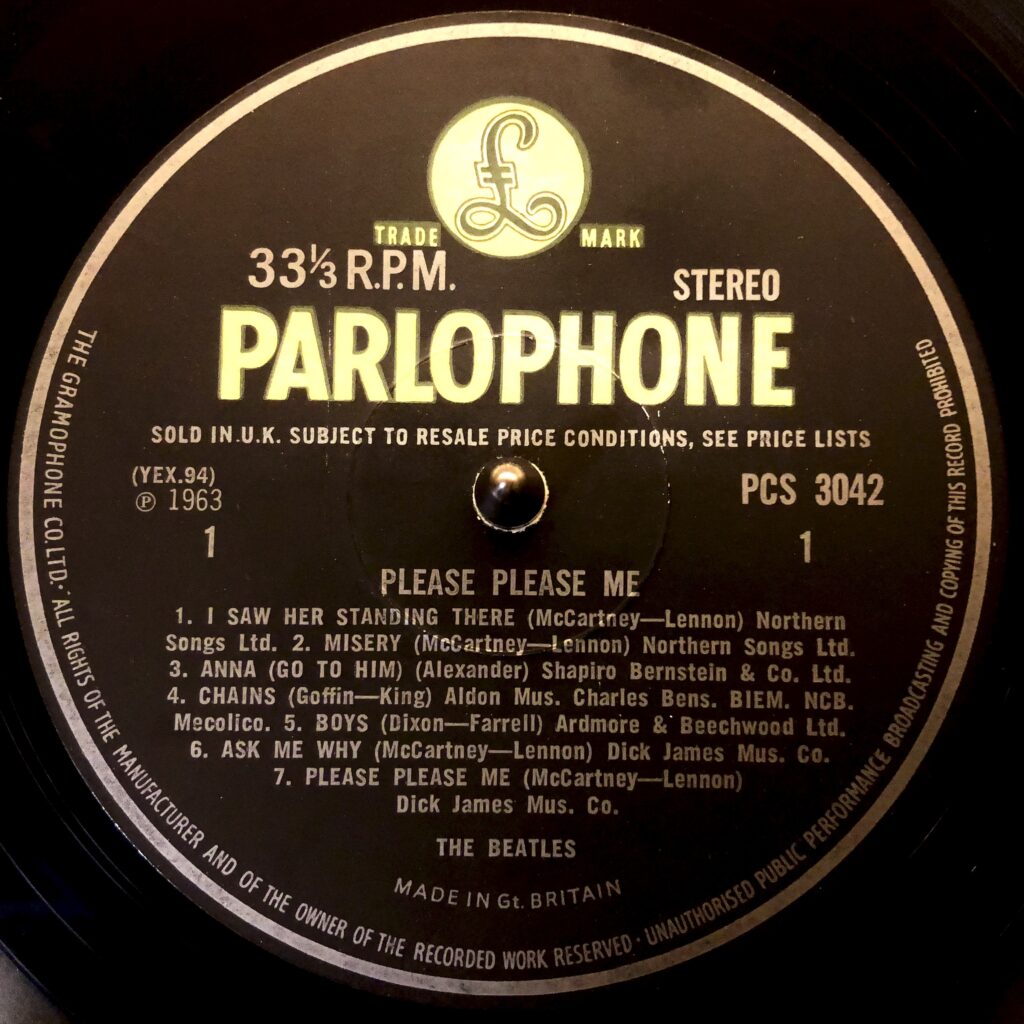 £
TRADE MARK
33⅓ R.P.M.
STEREO
PARLOPHONE
SOLD IN U.K. SUBJECT TO RESALE PRICE CONDITIONS, SEE PRICE LISTS
(YEX.94)
℗ 1963
1
PCS 3042
1
PLEASE PLEASE ME
1. I SAW HER STANDING THERE (McCartney—Lennon) Northern
Songs Ltd. 2. MISERY (McCartney—Lennon) Northern Songs Ltd.
3. ANNA (GO TO HIM) (Alexander) Shapiro Bernstein & Co. Ltd.
4. CHAINS (Goffin—King) Aldon Mus. Charles Bens. BIEM. NCB.
Mecolico. 5. BOYS (Dixon—Farrell) Ardmore & Beechwood Ltd.
6. ASK ME WHY (McCartney—Lennon) Dick James Mus. Co.
7. PLEASE PLEASE ME (McCartney—Lennon)
Dick James Mus. Co.
THE BEATLES
MADE IN Gt. BRITAIN
THE GRAMOPHONE CO. LTD. · ALL RIGHTS OF THE MANUFACTURER AND OF THE OWNER OF THE RECORDED WORK RESERVED · UNAUTHORISED PUBLIC PERFORMANCE BROADCASTING AND COPYING OF THIS RECORD PROHIBITED